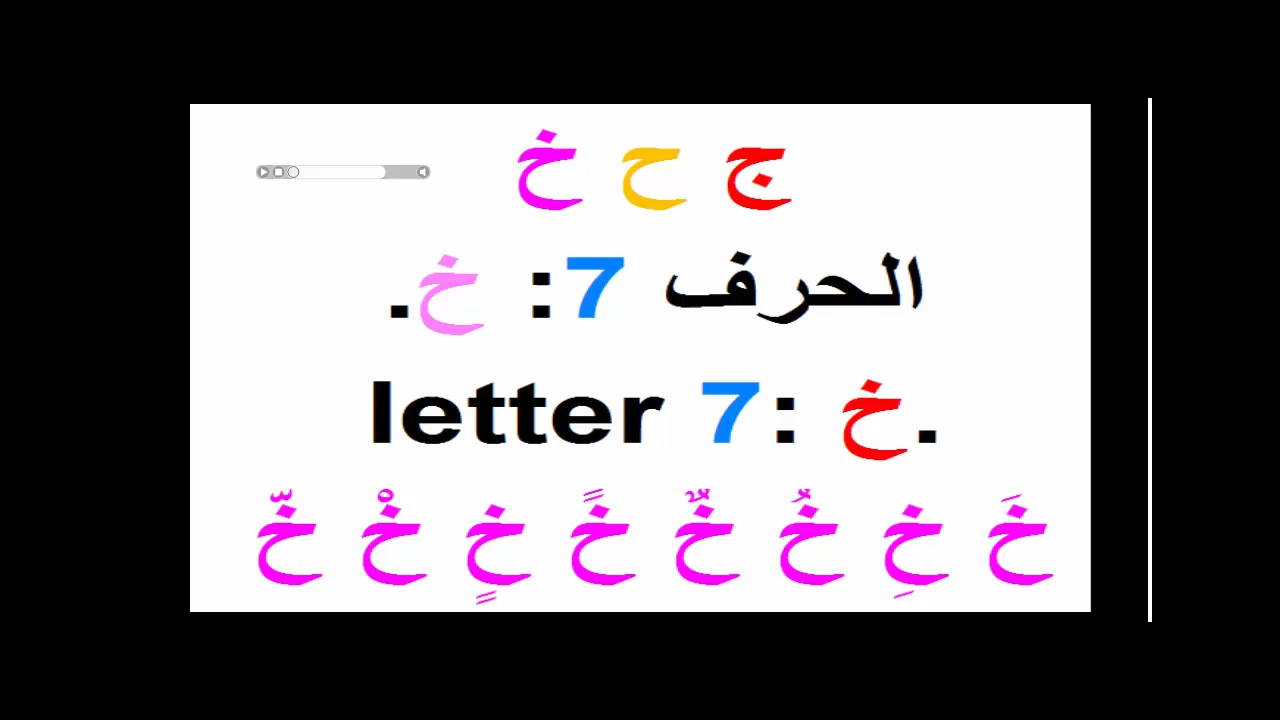 ج ح خ
الحرف 7: خ.
letter 7: خ.
خَ خِ خُ خٌ خً خٍ خْ خّ